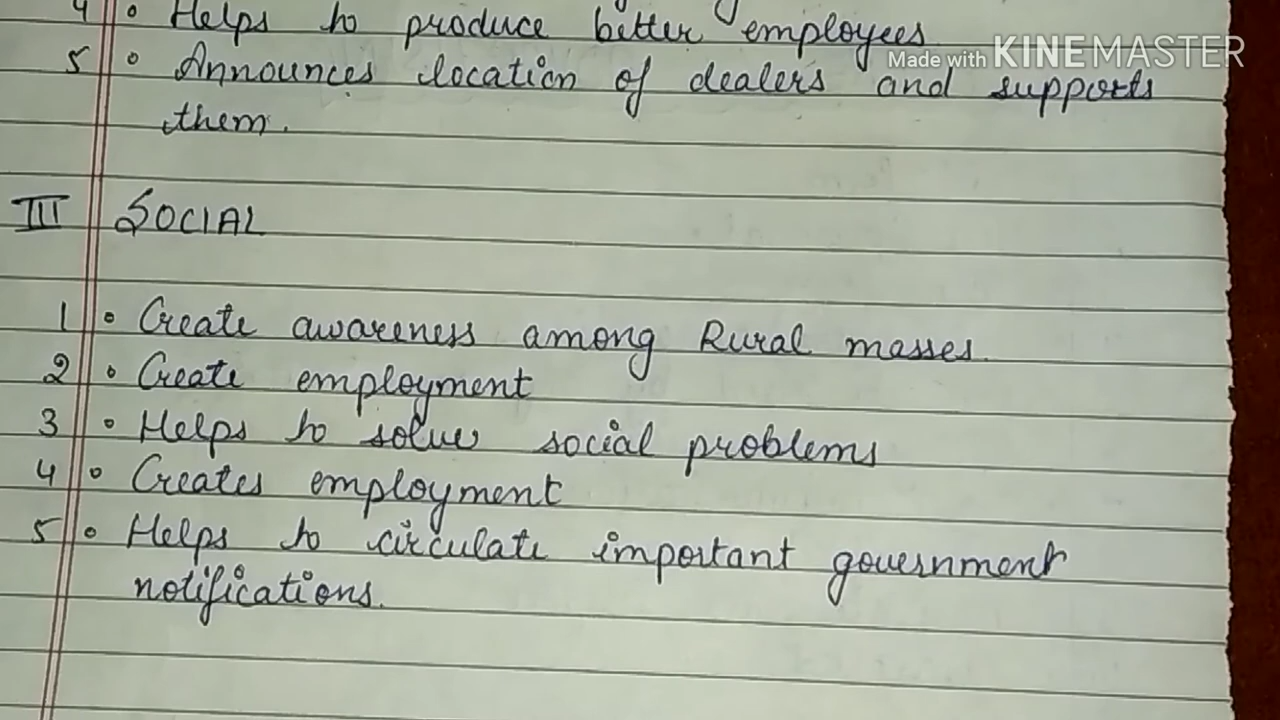 4. Helps to produce better employees
Made with KINEMASTER
5. Announces location of dealers and supports
them.
III SOCIAL
1. Create awareness among Rural masses.
2. Create employment
3. Helps to solve social problems
4. Creates employment
5. Helps to circulate important government
notifications.